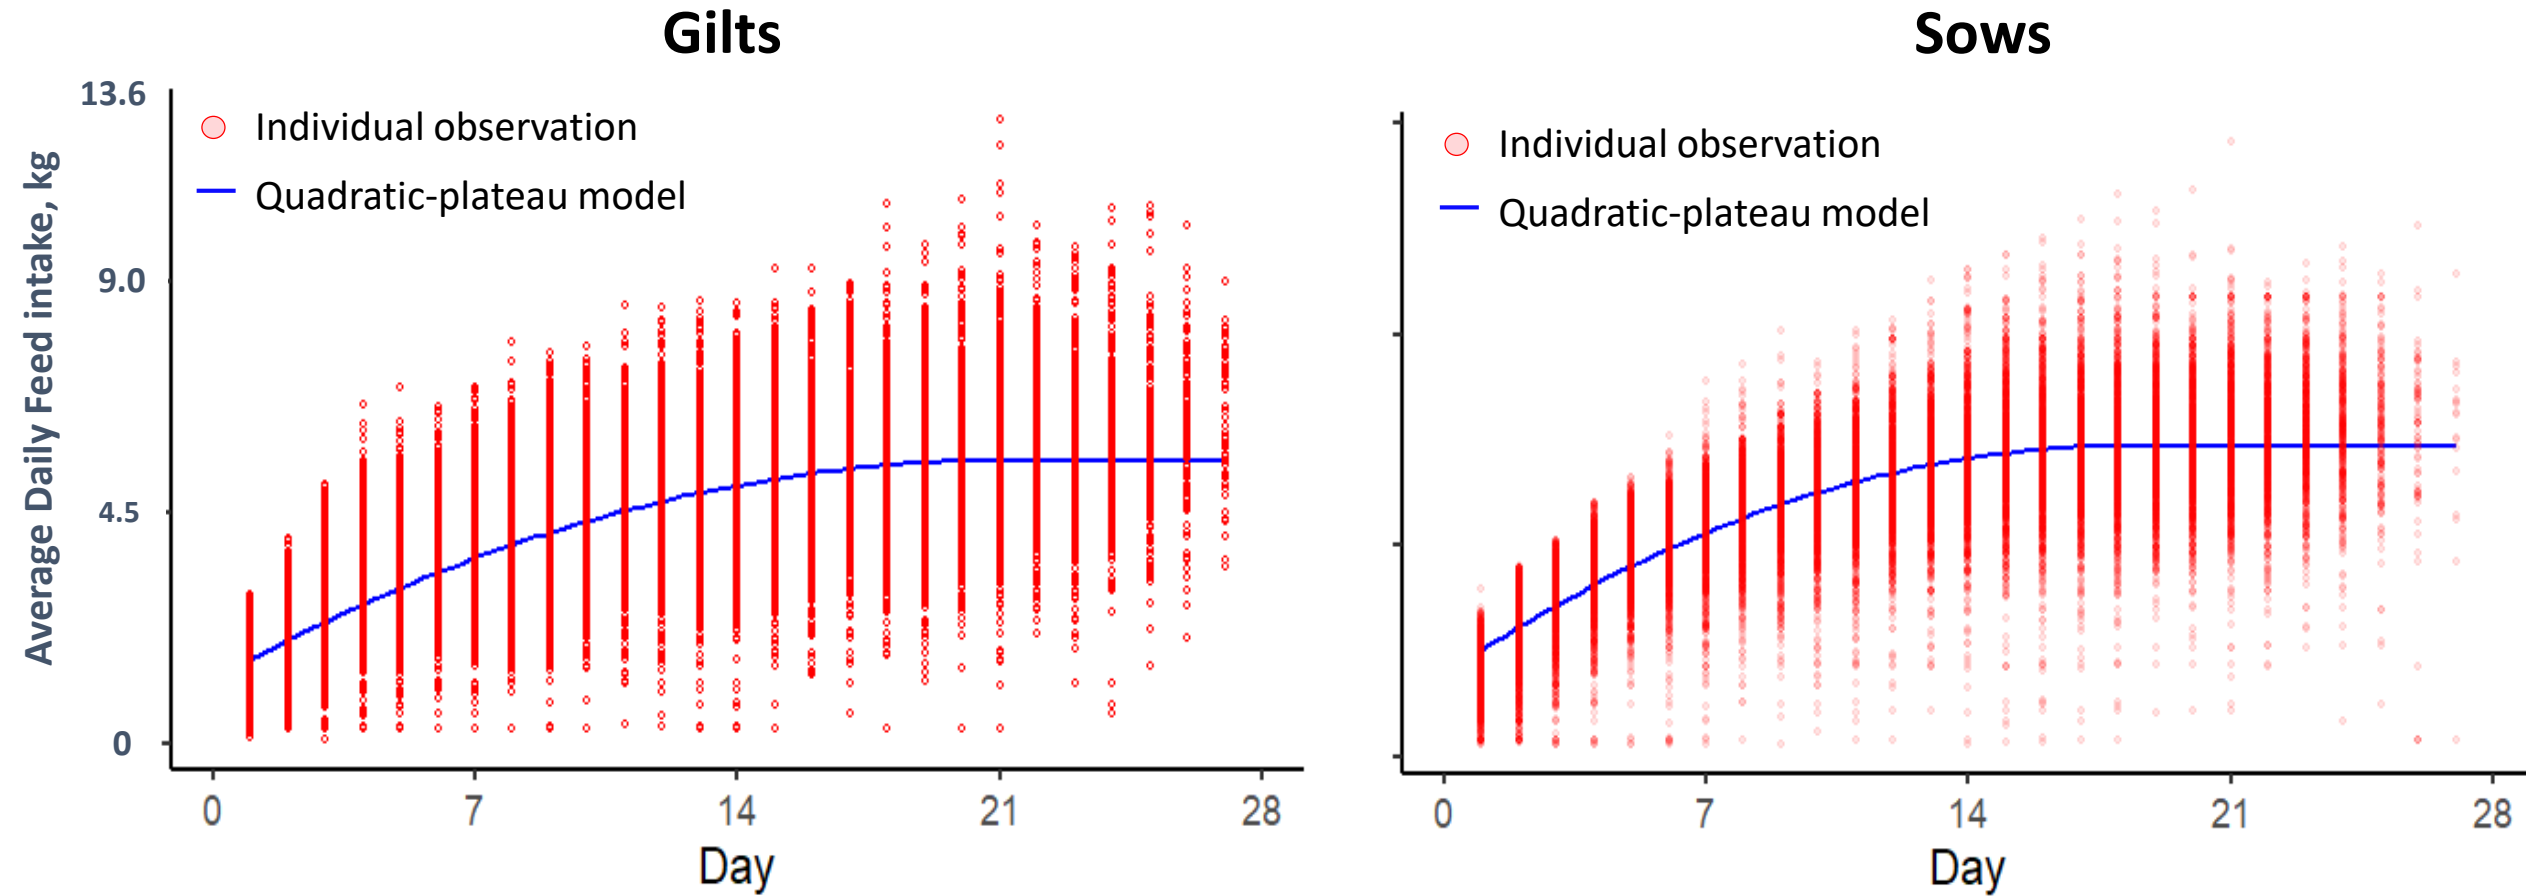 Gilts
Sows
13.6
9.0
4.5
0
Average Daily Feed intake, kg
Individual observation
Quadratic-plateau model
0 7 14 21 28
Day
Individual observation
Quadratic-plateau model
0 7 14 21 28
Day